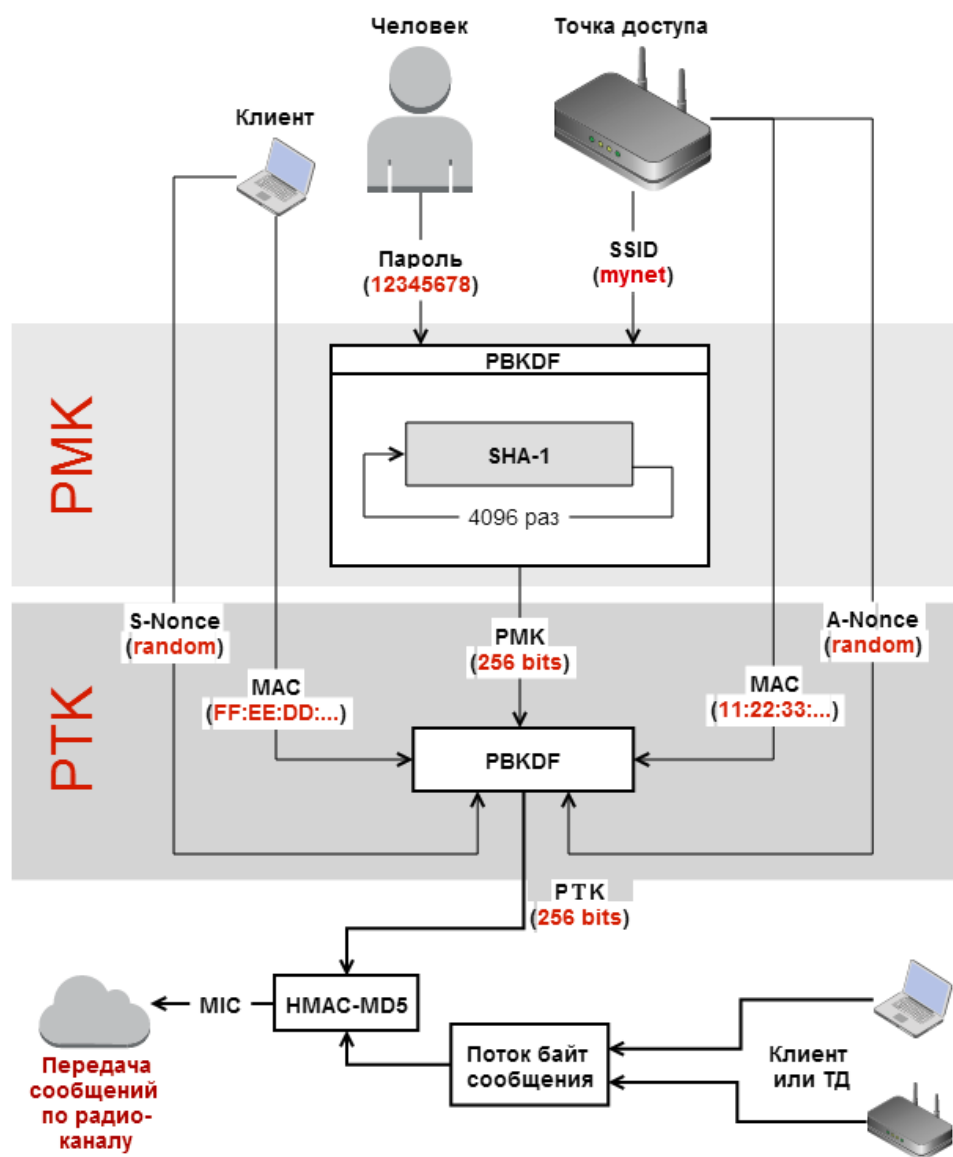 Человек
Точка доступа
Клиент
Пароль
(12345678)
SSID
(mynet)
PMK
PBKDF
SHA-1
4096 раз
PTK
S-Nonce
(random)
MAC
(FF:EE:DD:...)
PMK
(256 bits)
MAC
(11:22:33:...)
A-Nonce
(random)
PBKDF
PTK
(256 bits)
HMAC-MD5
MIC
Передача
сообщений
по радио-
каналу
Поток байт
сообщения
Клиент
или ТД